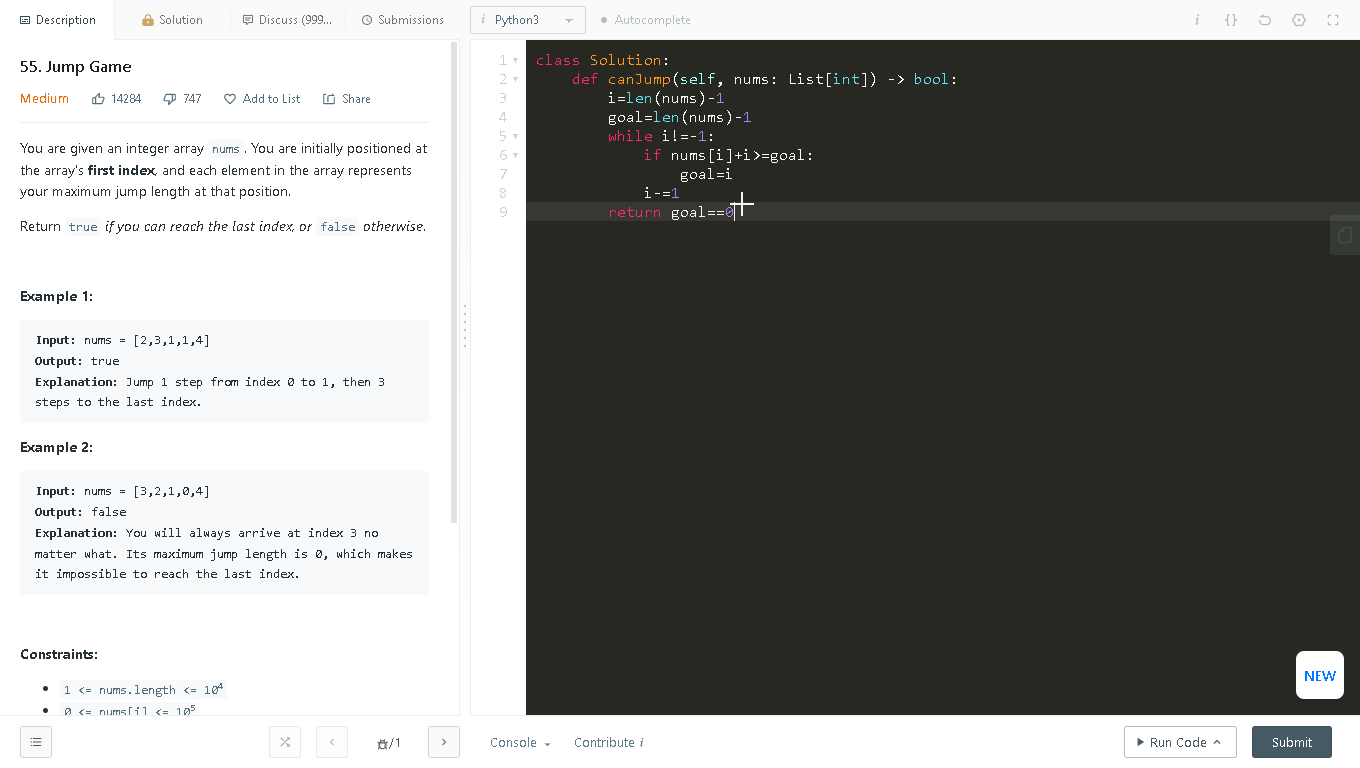 Description
Solution
Discuss (999...
Submissions
i Python3
Autocomplete
i {}
55. Jump Game
Medium 14284 747 Add to List Share
You are given an integer array nums . You are initially positioned at
the array's first index, and each element in the array represents
your maximum jump length at that position.
Return true if you can reach the last index, or false otherwise.
Example 1:
Input: nums = [2,3,1,1,4]
Output: true
Explanation: Jump 1 step from index 0 to 1, then 3
steps to the last index.
Example 2:
Input: nums = [3,2,1,0,4]
Output: false
Explanation: You will always arrive at index 3 no
matter what. Its maximum jump length is 0, which makes
it impossible to reach the last index.
Constraints:
1 <= nums.length <= 10⁴
0 <= nums[i] <= 10⁵
1 class Solution:
2 def canJump(self, nums: List[int]) -> bool:
3 i=len(nums)-1
4 goal=len(nums)-1
5 while i!=-1:
6 if nums[i]+i>=goal:
7 goal=i
8 i-=1
9 return goal==0
NEW
/1
Console
Contribute i
Run Code
Submit